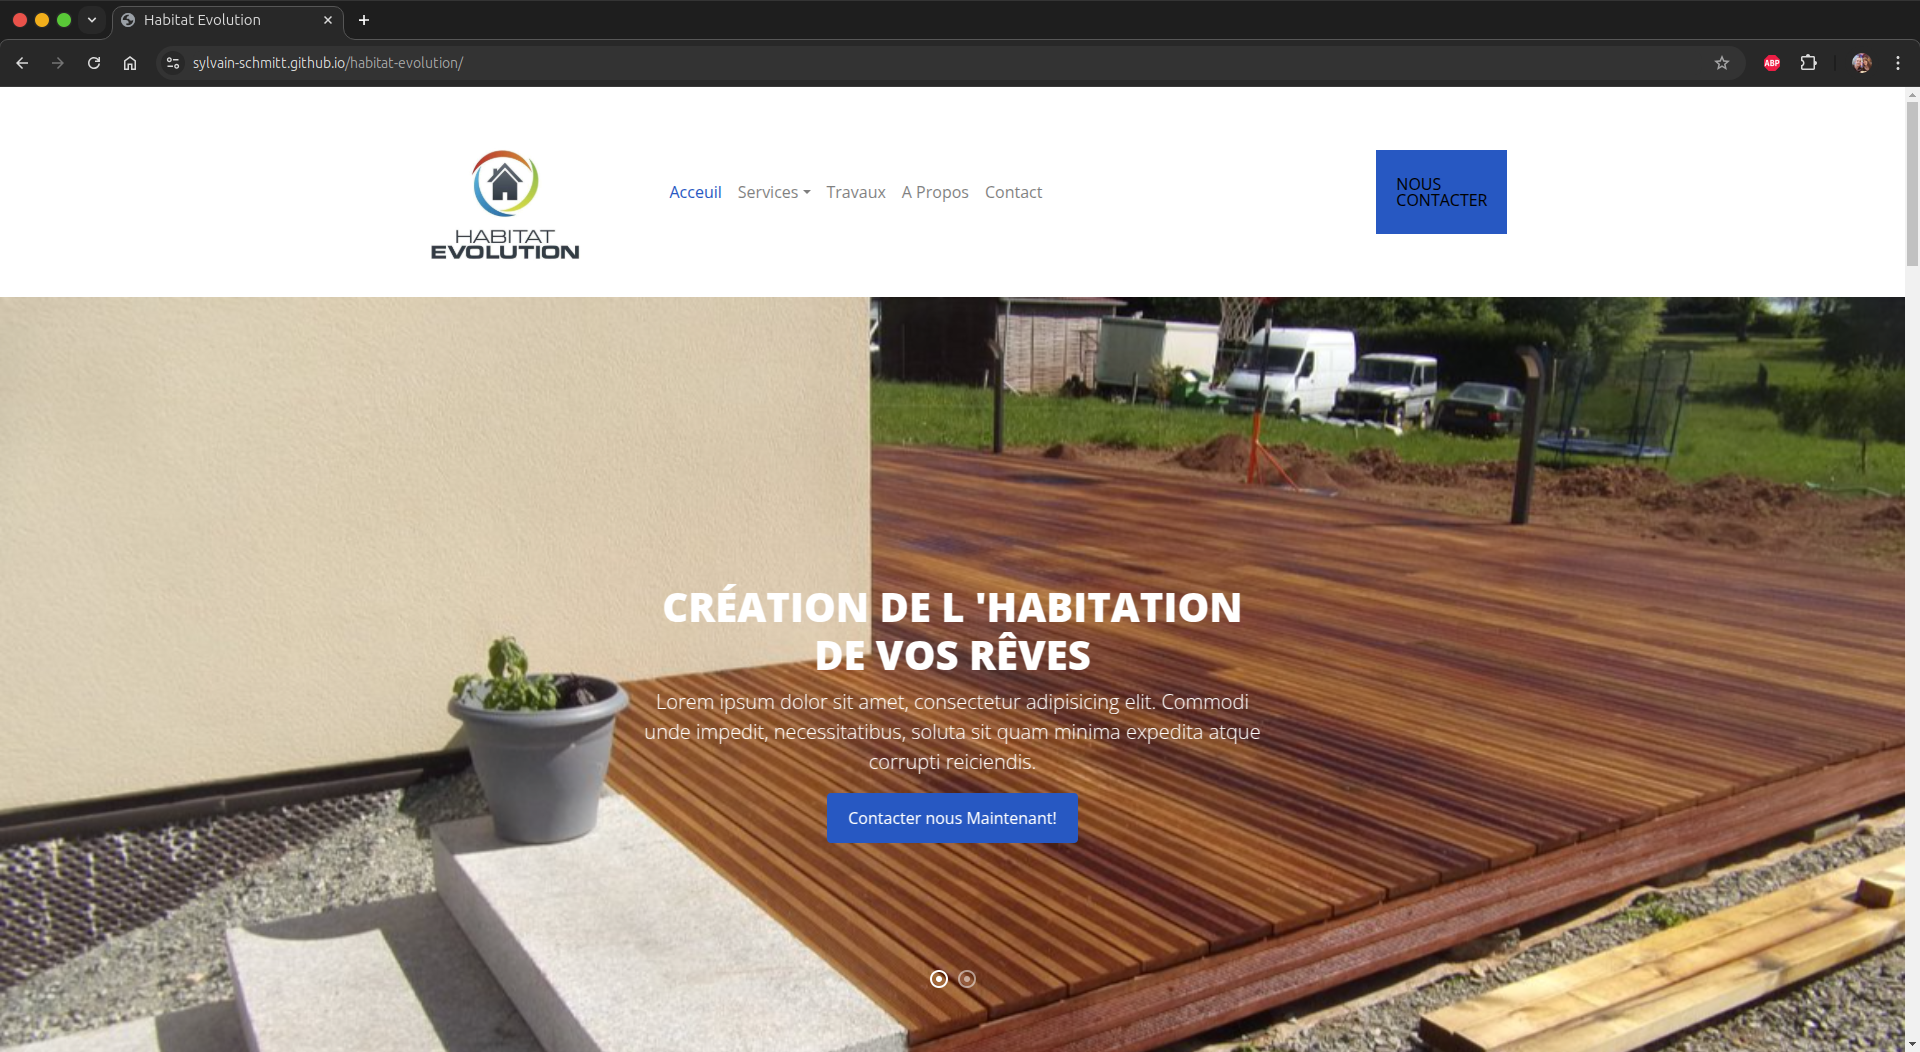 Habitat Evolution
sylvain-schmitt.github.io/habitat-evolution/
ABP
HABITAT
EVOLUTION
Acceuil Services Travaux A Propos Contact
NOUS
CONTACTER
CRÉATION DE L 'HABITATION
DE VOS RÊVES
Lorem ipsum dolor sit amet, consectetur adipisicing elit. Commodi
unde impedit, necessitatibus, soluta sit quam minima expedita atque
corrupti reiciendis.
Contacter nous Maintenant!